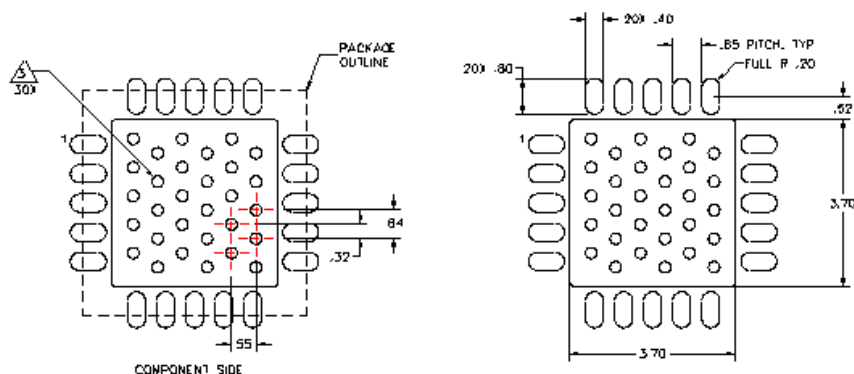 3
30X
PACKAGE
OUTLINE
1
.64
.32
.55
COMPONENT SIDE
20X .40
.65 PITCH, TYP
FULL R .20
20X .80
.52
1
3.70
3.70